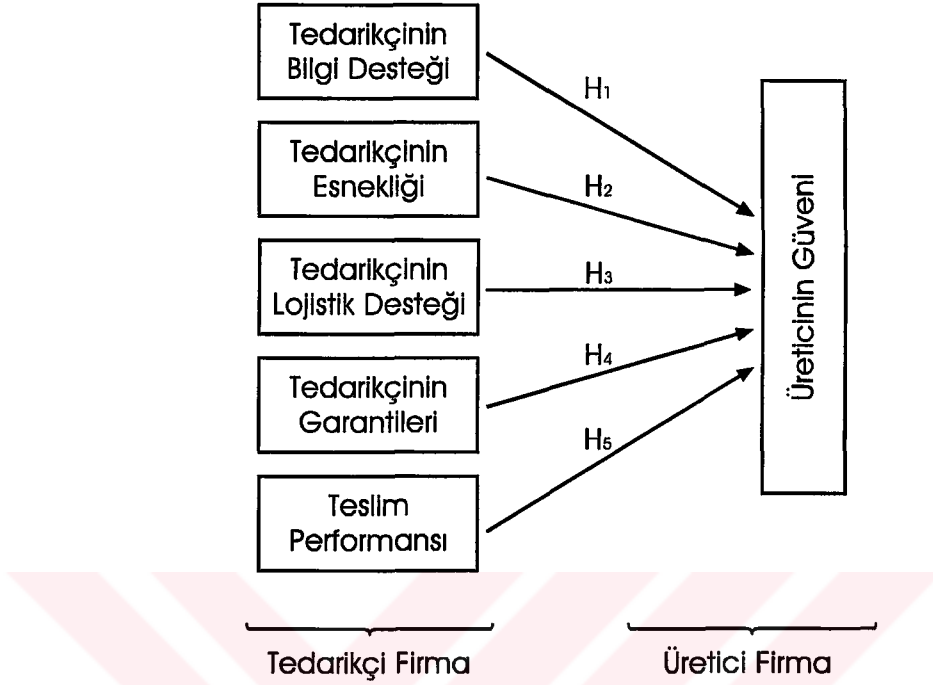 Tedarikçinin
Bilgi Desteği
H1
Tedarikçinin
Esnekliği
H2
Tedarikçinin
Lojistik Desteği
H3
Tedarikçinin
Garantileri
H4
Teslim
Performansı
H5
Üreticinin Güveni
Tedarikçi Firma
Üretici Firma